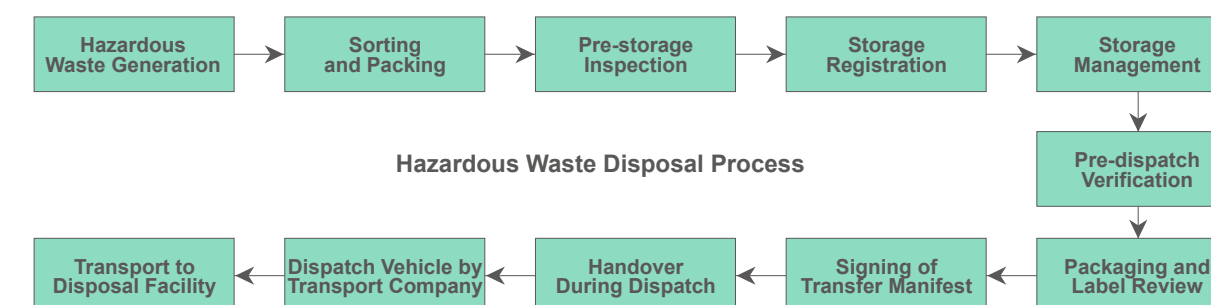 Hazardous
Waste Generation
Sorting
and Packing
Pre-storage
Inspection
Storage
Registration
Storage
Management
Hazardous Waste Disposal Process
Pre-dispatch
Verification
Transport to
Disposal Facility
Dispatch Vehicle by
Transport Company
Handover
During Dispatch
Signing of
Transfer Manifest
Packaging and
Label Review